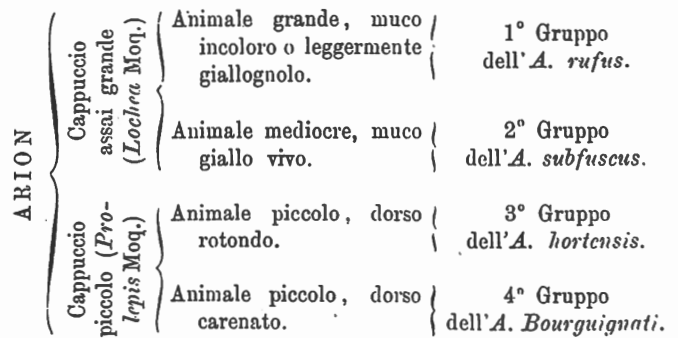 ARION
Cappuccio
assai grande
(Lochea Moq.)
Animale grande, muco
incoloro o leggermente
giallognolo.
1° Gruppo
dell'A. rufus.
Animale mediocre, muco
giallo vivo.
2° Gruppo
dell'A. subfuscus.
Cappuccio
piccolo (Pro-
lepis Moq.)
Animale piccolo, dorso
rotondo.
3° Gruppo
dell'A. hortensis.
Animale piccolo, dorso
carenato.
4° Gruppo
dell'A. Bourguignati.